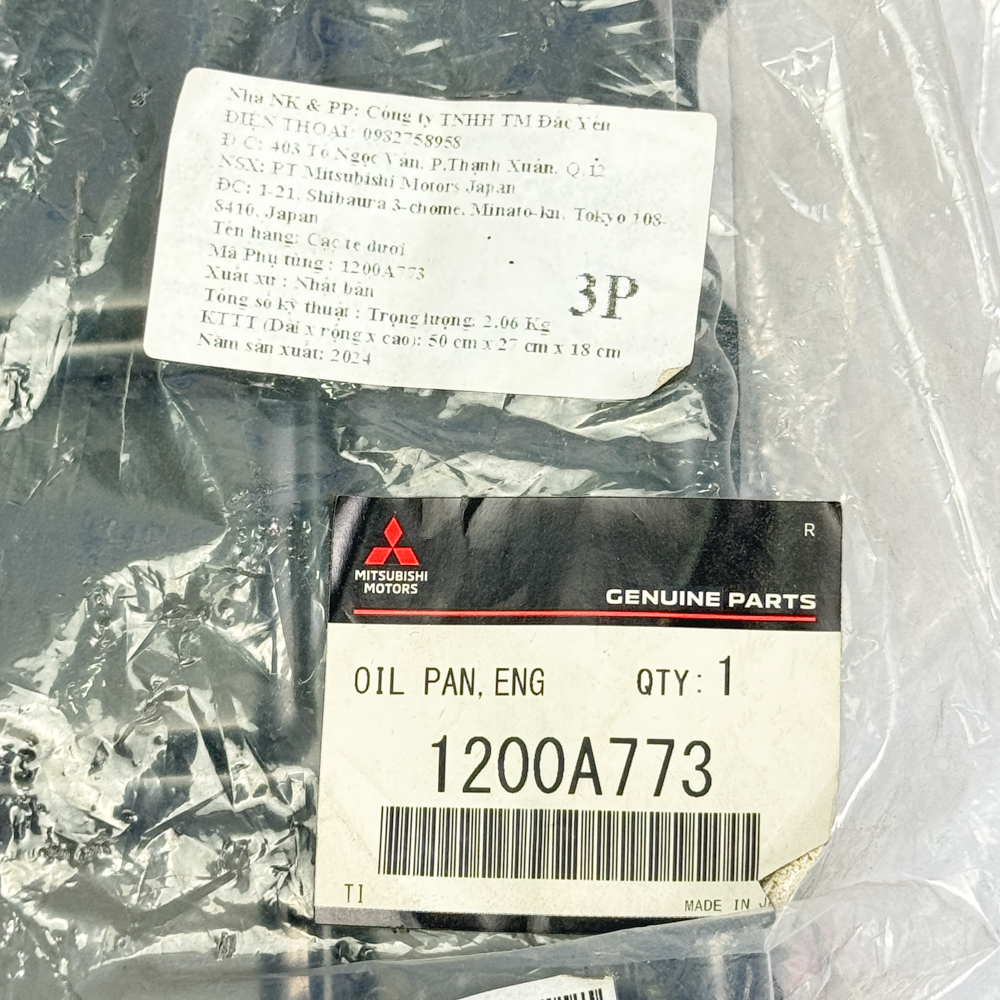 Nhà NK & PP: Công ty TNHH TM Đắc Yến
ĐIỆN THOẠI: 0982758958
Đ C: 403 Tô Ngọc Vân, P.Thạnh Xuân, Q.12
NSX: PT Mitsubishi Motors Japan
ĐC: 1-21, Shibaura 3-chome, Minato-ku, Tokyo 108-
8410, Japan
Tên hàng: Cạc te dưới
Mã Phụ tùng : 1200A773
Xuất xứ : Nhật bản
Tổng số kỹ thuật : Trọng lượng: 2.06 Kg
KTTT (Dài x rộng x cao): 50 cm x 27 cm x 18 cm
Năm sản xuất: 2024
3P
R
MITSUBISHI
MOTORS
GENUINE PARTS
OIL PAN, ENG QTY: 1
1200A773
TI
MADE IN